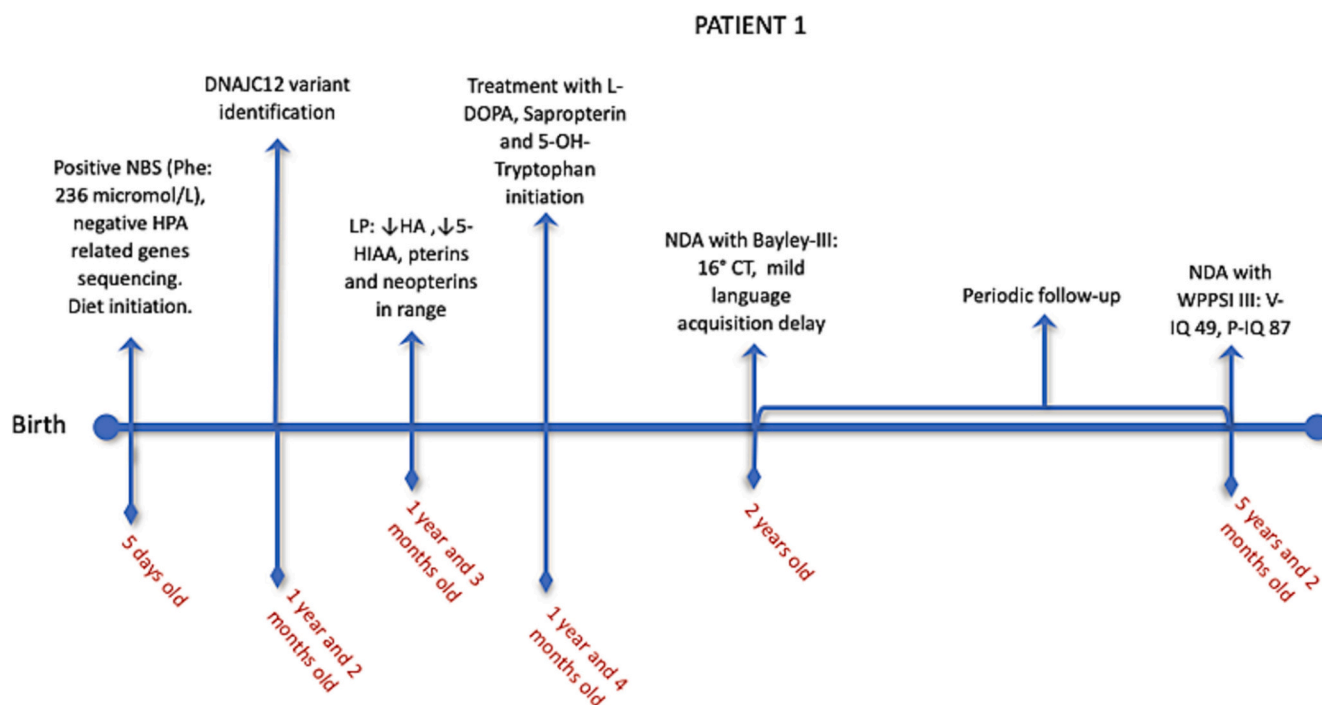 PATIENT 1
Positive NBS (Phe:
236 micromol/L),
negative HPA
related genes
sequencing.
Diet initiation.
DNAJC12 variant
identification
LP: ↓HA ,↓5-
HIAA, pterins
and neopterins
in range
Treatment with L-
DOPA, Sapropterin
and 5-OH-
Tryptophan
initiation
NDA with Bayley-III:
16° CT, mild
language
acquisition delay
Periodic follow-up
NDA with
WPPSI III: V-
IQ 49, P-IQ 87
Birth
5 days old
1 year and 2
months old
1 year and 3
months old
1 year and 4
months old
2 years old
5 years and 2
months old